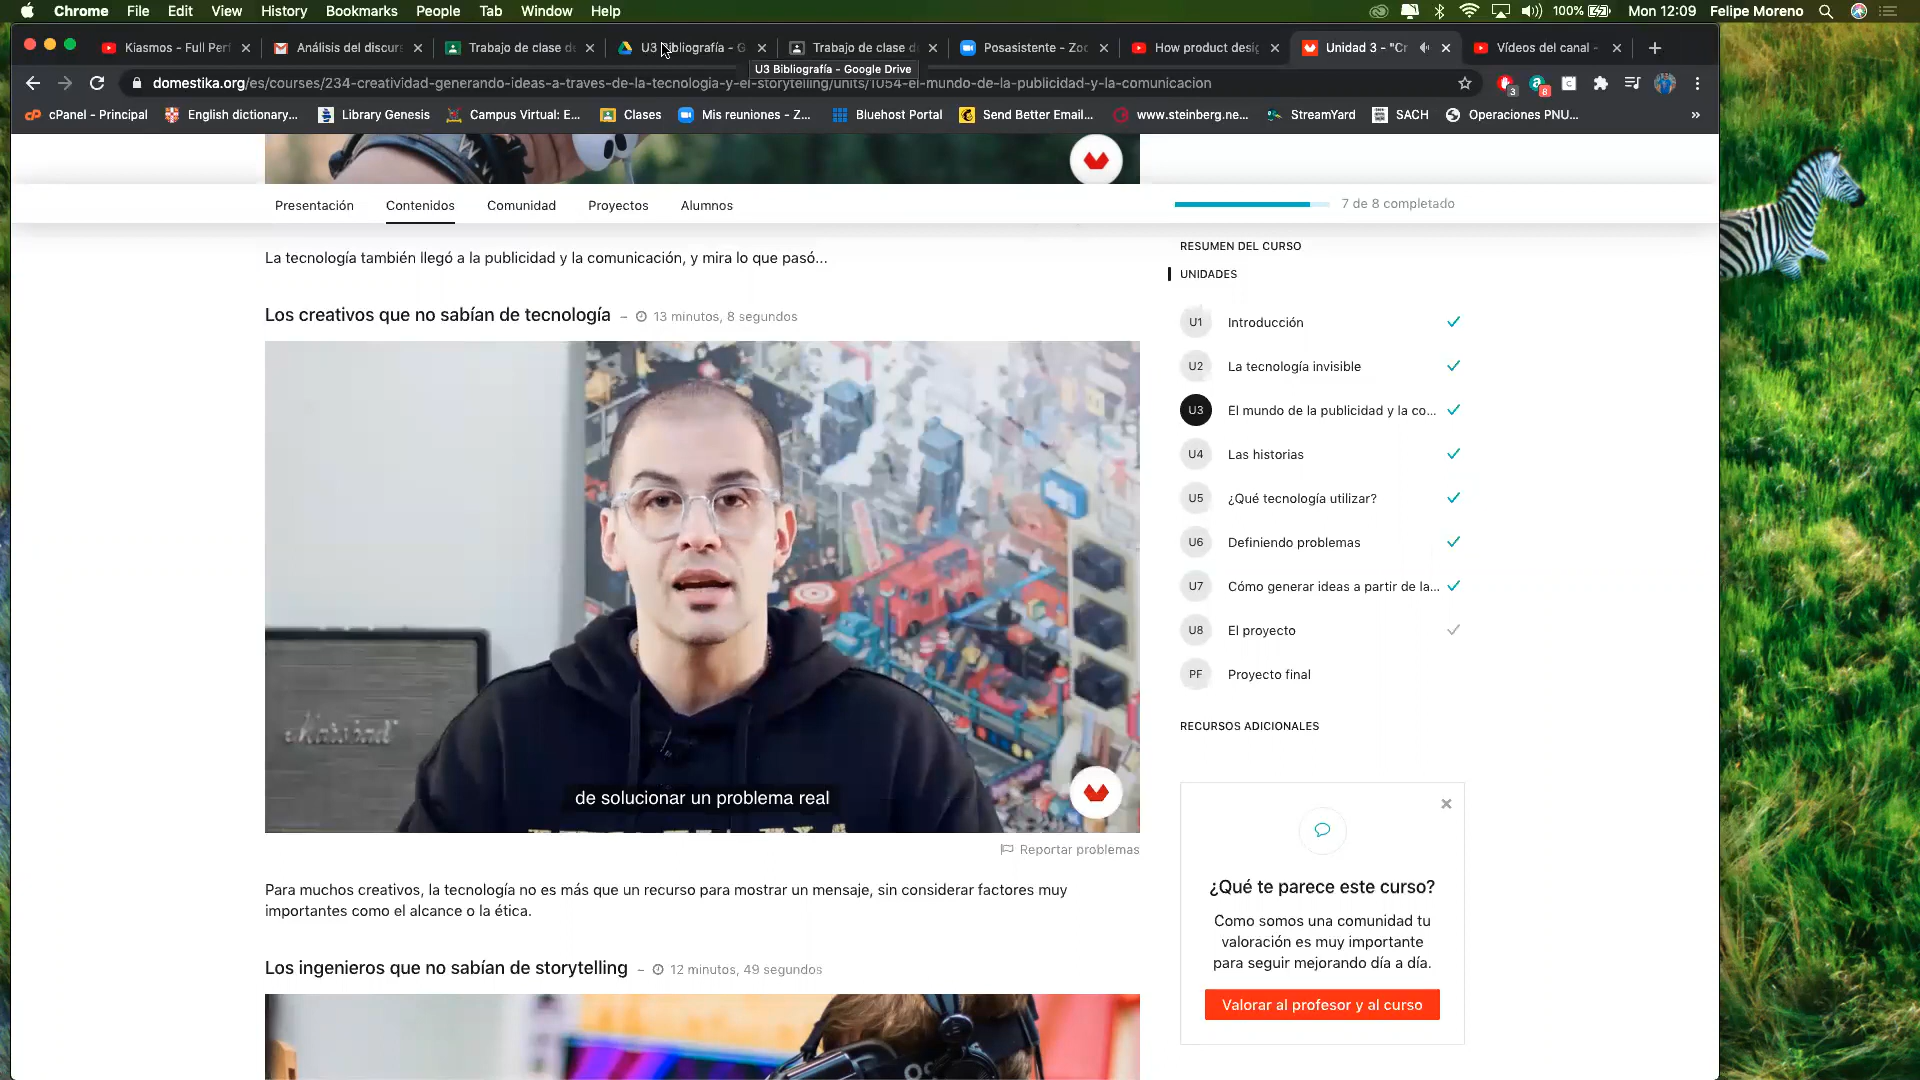 Chrome File Edit View History Bookmarks People Tab Window Help 100% Mon 12:09 Felipe Moreno
Kiasmos - Full Perf Análisis del discurs Trabajo de clase de U3 Bibliografía - G Trabajo de clase d Posasistente - Zoo How product desig Unidad 3 - "Cr Vídeos del canal -
U3 Bibliografía - Google Drive
domestika.org/es/courses/234-creatividad-generando-ideas-a-traves-de-la-tecnologia-y-el-storytelling/units/1054-el-mundo-de-la-publicidad-y-la-comunicacion
3 8
cPanel - Principal English dictionary... Library Genesis Campus Virtual: E... Clases Mis reuniones - Z... Bluehost Portal Send Better Email... www.steinberg.ne... StreamYard SACH Operaciones PNU... »
Presentación Contenidos Comunidad Proyectos Alumnos 7 de 8 completado
La tecnología también llegó a la publicidad y la comunicación, y mira lo que pasó...
Los creativos que no sabían de tecnología – 13 minutos, 8 segundos
de solucionar un problema real
Reportar problemas
Para muchos creativos, la tecnología no es más que un recurso para mostrar un mensaje, sin considerar factores muy
importantes como el alcance o la ética.
Los ingenieros que no sabían de storytelling – 12 minutos, 49 segundos
RESUMEN DEL CURSO
UNIDADES
U1 Introducción
U2 La tecnología invisible
U3 El mundo de la publicidad y la co...
U4 Las historias
U5 ¿Qué tecnología utilizar?
U6 Definiendo problemas
U7 Cómo generar ideas a partir de la...
U8 El proyecto
PF Proyecto final
RECURSOS ADICIONALES
¿Qué te parece este curso?
Como somos una comunidad tu
valoración es muy importante
para seguir mejorando día a día.
Valorar al profesor y al curso